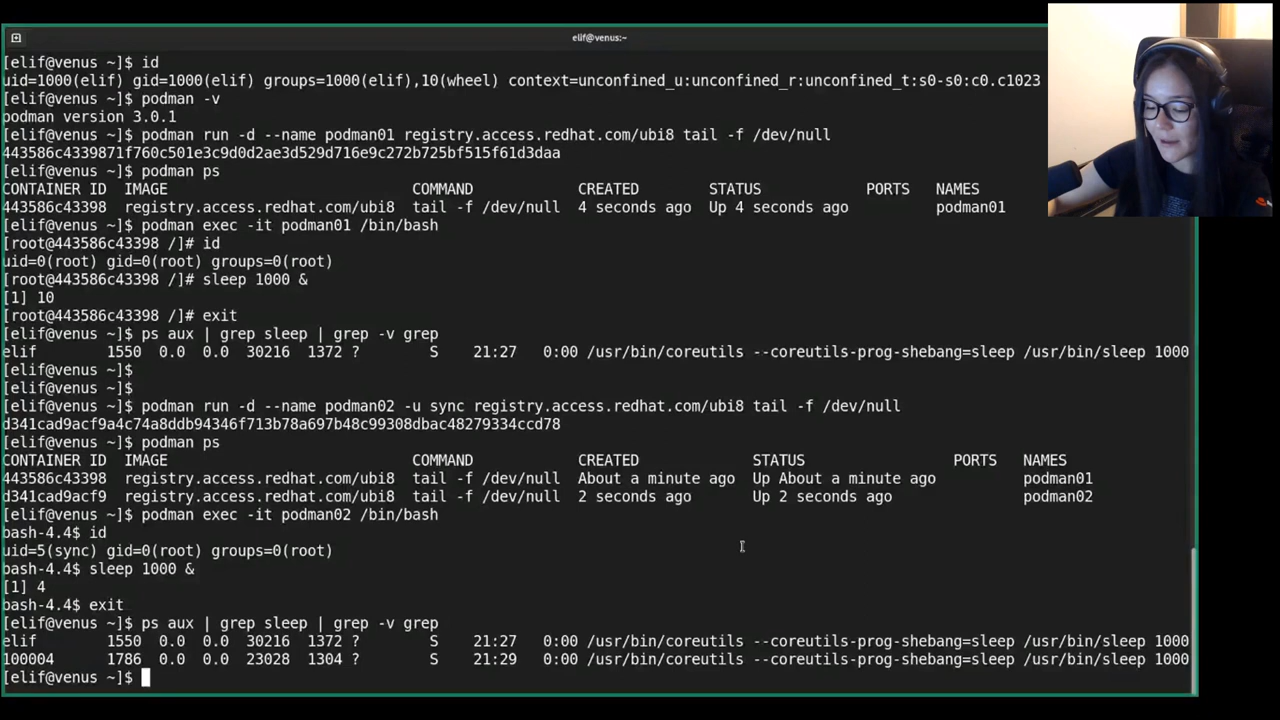 elif@venus:~
[elif@venus ~]$ id
uid=1000(elif) gid=1000(elif) groups=1000(elif),10(wheel) context=unconfined_u:unconfined_r:unconfined_t:s0-s0:c0.c1023
[elif@venus ~]$ podman -v
podman version 3.0.1
[elif@venus ~]$ podman run -d --name podman01 registry.access.redhat.com/ubi8 tail -f /dev/null
443586c4339871f760c501e3c9d0d2ae3d529d716e9c272b725bf515f61d3daa
[elif@venus ~]$ podman ps
CONTAINER ID  IMAGE                            COMMAND            CREATED        STATUS            PORTS   NAMES
443586c43398  registry.access.redhat.com/ubi8  tail -f /dev/null  4 seconds ago  Up 4 seconds ago          podman01
[elif@venus ~]$ podman exec -it podman01 /bin/bash
[root@443586c43398 /]# id
uid=0(root) gid=0(root) groups=0(root)
[root@443586c43398 /]# sleep 1000 &
[1] 10
[root@443586c43398 /]# exit
[elif@venus ~]$ ps aux | grep sleep | grep -v grep
elif        1550  0.0  0.0  30216  1372 ?        S    21:27   0:00 /usr/bin/coreutils --coreutils-prog-shebang=sleep /usr/bin/sleep 1000
[elif@venus ~]$
[elif@venus ~]$
[elif@venus ~]$ podman run -d --name podman02 -u sync registry.access.redhat.com/ubi8 tail -f /dev/null
d341cad9acf9a4c74a8ddb94346f713b78a697b48c99308dbac48279334ccd78
[elif@venus ~]$ podman ps
CONTAINER ID  IMAGE                            COMMAND            CREATED             STATUS                 PORTS   NAMES
443586c43398  registry.access.redhat.com/ubi8  tail -f /dev/null  About a minute ago  Up About a minute ago          podman01
d341cad9acf9  registry.access.redhat.com/ubi8  tail -f /dev/null  2 seconds ago       Up 2 seconds ago               podman02
[elif@venus ~]$ podman exec -it podman02 /bin/bash
bash-4.4$ id
uid=5(sync) gid=0(root) groups=0(root)
bash-4.4$ sleep 1000 &
[1] 4
bash-4.4$ exit
[elif@venus ~]$ ps aux | grep sleep | grep -v grep
elif        1550  0.0  0.0  30216  1372 ?        S    21:27   0:00 /usr/bin/coreutils --coreutils-prog-shebang=sleep /usr/bin/sleep 1000
100004      1786  0.0  0.0  23028  1304 ?        S    21:29   0:00 /usr/bin/coreutils --coreutils-prog-shebang=sleep /usr/bin/sleep 1000
[elif@venus ~]$